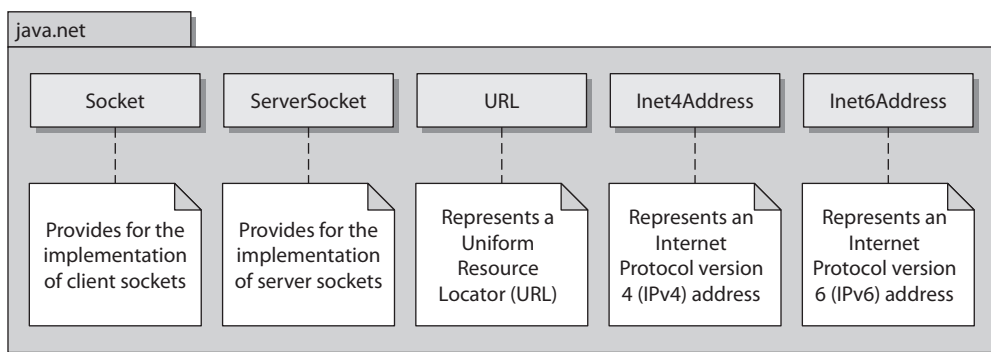 java.net
Socket
ServerSocket
URL
Inet4Address
Inet6Address
Provides for the
implementation
of client sockets
Provides for the
implementation
of server sockets
Represents a
Uniform
Resource
Locator (URL)
Represents an
Internet
Protocol version
4 (IPv4) address
Represents an
Internet
Protocol version
6 (IPv6) address